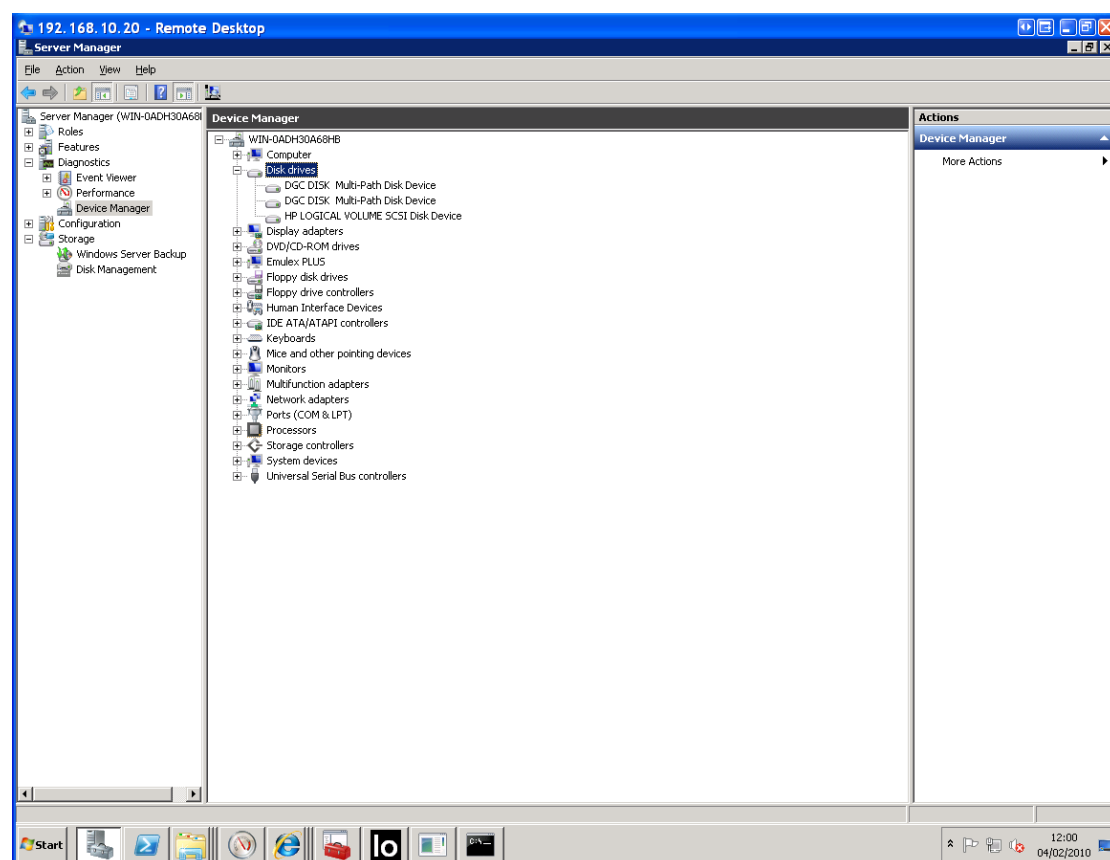 192.168.10.20 - Remote Desktop
Server Manager
File Action View Help
Server Manager (WIN-0ADH30A68
Roles
Features
Diagnostics
Event Viewer
Performance
Device Manager
Configuration
Storage
Windows Server Backup
Disk Management
Device Manager
WIN-0ADH30A68HB
Computer
Disk drives
DGC DISK Multi-Path Disk Device
DGC DISK Multi-Path Disk Device
HP LOGICAL VOLUME SCSI Disk Device
Display adapters
DVD/CD-ROM drives
Emulex PLUS
Floppy disk drives
Floppy drive controllers
Human Interface Devices
IDE ATA/ATAPI controllers
Keyboards
Mice and other pointing devices
Monitors
Multifunction adapters
Network adapters
Ports (COM & LPT)
Processors
Storage controllers
System devices
Universal Serial Bus controllers
Actions
Device Manager
More Actions
Start
lo
C:\_
12:00
04/02/2010